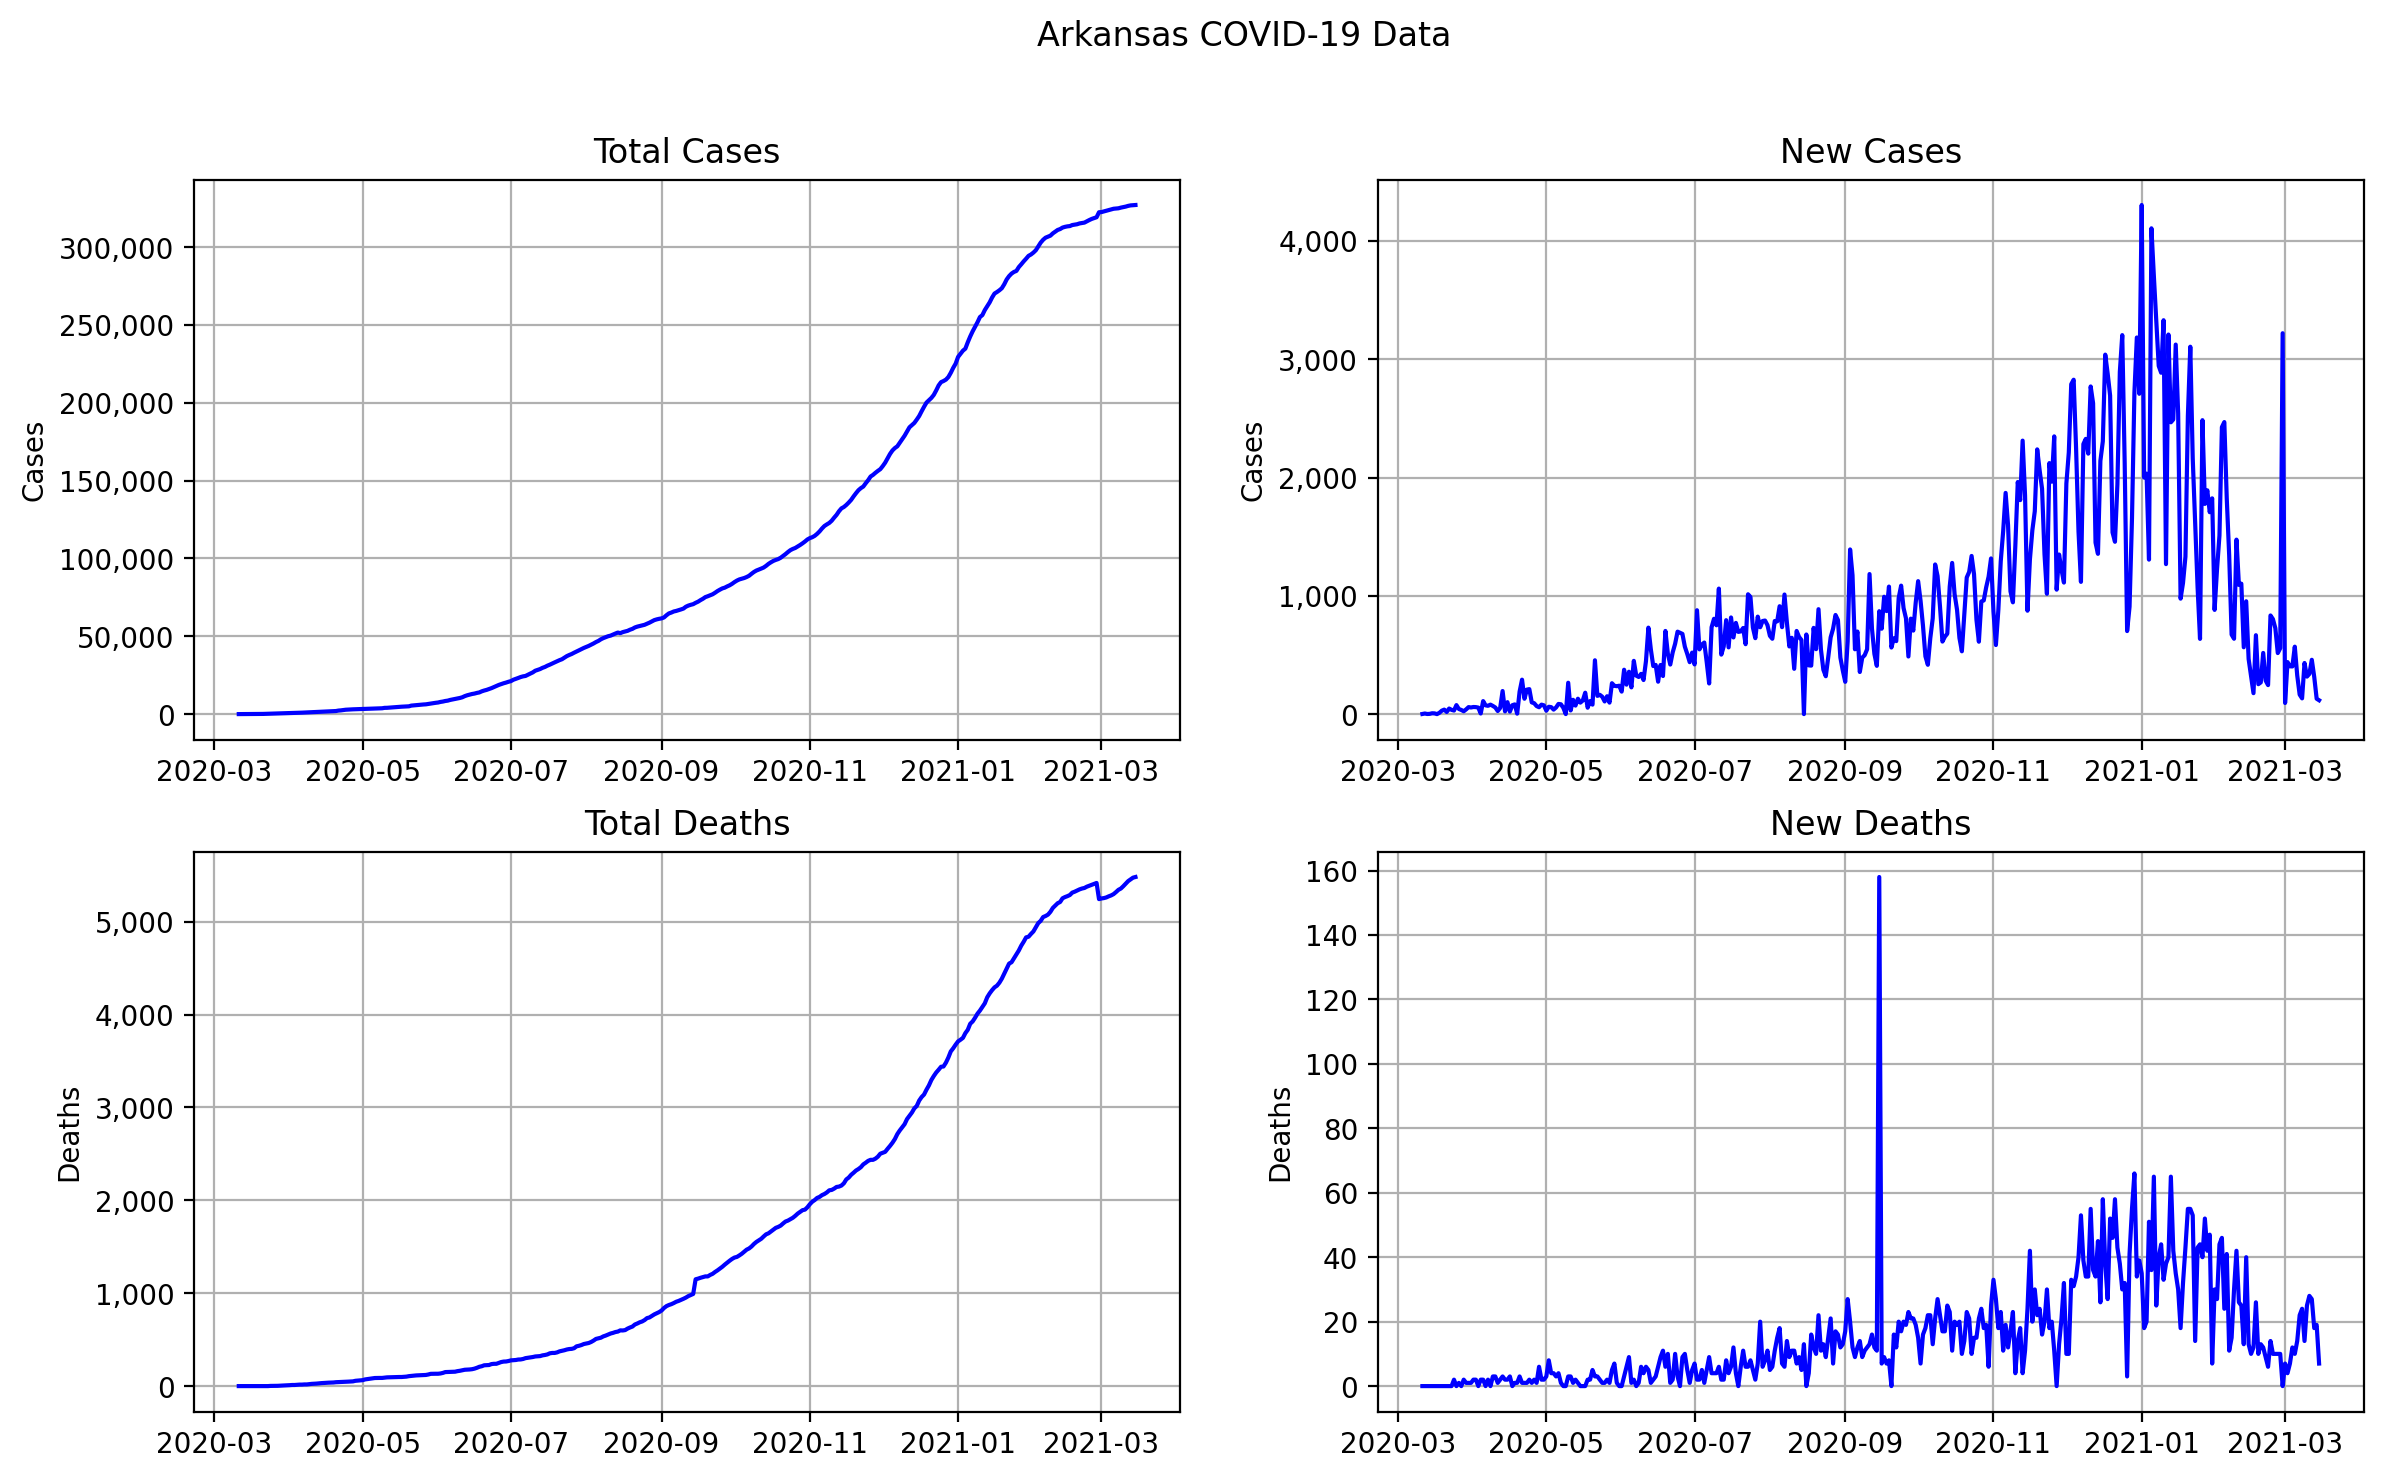 Arkansas COVID-19 Data
Total Cases
Cases
300,000
250,000
200,000
150,000
100,000
50,000
0
2020-03 2020-05 2020-07 2020-09 2020-11 2021-01 2021-03
New Cases
Cases
4,000
3,000
2,000
1,000
0
2020-03 2020-05 2020-07 2020-09 2020-11 2021-01 2021-03
Total Deaths
Deaths
5,000
4,000
3,000
2,000
1,000
0
2020-03 2020-05 2020-07 2020-09 2020-11 2021-01 2021-03
New Deaths
Deaths
160
140
120
100
80
60
40
20
0
2020-03 2020-05 2020-07 2020-09 2020-11 2021-01 2021-03